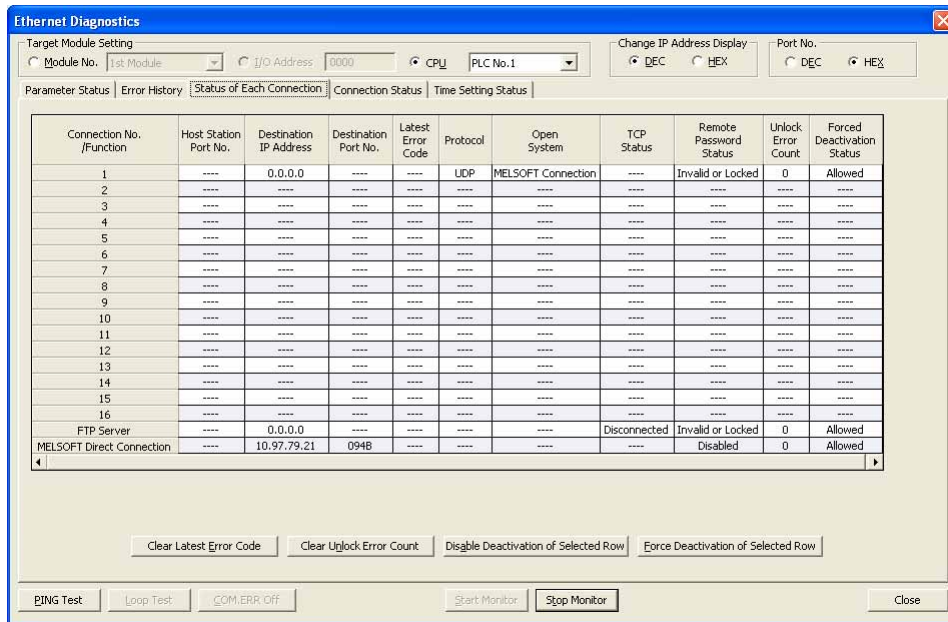 Ethernet Diagnostics
Target Module Setting
Module No. 1st Module I/O Address 0000 CPU PLC No.1
Change IP Address Display
DEC HEX
Port No.
DEC HEX
Parameter Status Error History Status of Each Connection Connection Status Time Setting Status
Connection No. /Function Host Station Port No. Destination IP Address Destination Port No. Latest Error Code Protocol Open System TCP Status Remote Password Status Unlock Error Count Forced Deactivation Status
1 ---- 0.0.0.0 ---- ---- UDP MELSOFT Connection ---- Invalid or Locked 0 Allowed
2 ---- ---- ---- ---- ---- ---- ---- ---- ---- ----
3 ---- ---- ---- ---- ---- ---- ---- ---- ---- ----
4 ---- ---- ---- ---- ---- ---- ---- ---- ---- ----
5 ---- ---- ---- ---- ---- ---- ---- ---- ---- ----
6 ---- ---- ---- ---- ---- ---- ---- ---- ---- ----
7 ---- ---- ---- ---- ---- ---- ---- ---- ---- ----
8 ---- ---- ---- ---- ---- ---- ---- ---- ---- ----
9 ---- ---- ---- ---- ---- ---- ---- ---- ---- ----
10 ---- ---- ---- ---- ---- ---- ---- ---- ---- ----
11 ---- ---- ---- ---- ---- ---- ---- ---- ---- ----
12 ---- ---- ---- ---- ---- ---- ---- ---- ---- ----
13 ---- ---- ---- ---- ---- ---- ---- ---- ---- ----
14 ---- ---- ---- ---- ---- ---- ---- ---- ---- ----
15 ---- ---- ---- ---- ---- ---- ---- ---- ---- ----
16 ---- ---- ---- ---- ---- ---- ---- ---- ---- ----
FTP Server ---- 0.0.0.0 ---- ---- ---- ---- Disconnected Invalid or Locked 0 Allowed
MELSOFT Direct Connection ---- 10.97.79.21 094B ---- ---- ---- ---- Disabled 0 Allowed
Clear Latest Error Code Clear Unlock Error Count Disable Deactivation of Selected Row Force Deactivation of Selected Row
PING Test Loop Test COM.ERR Off Start Monitor Stop Monitor Close